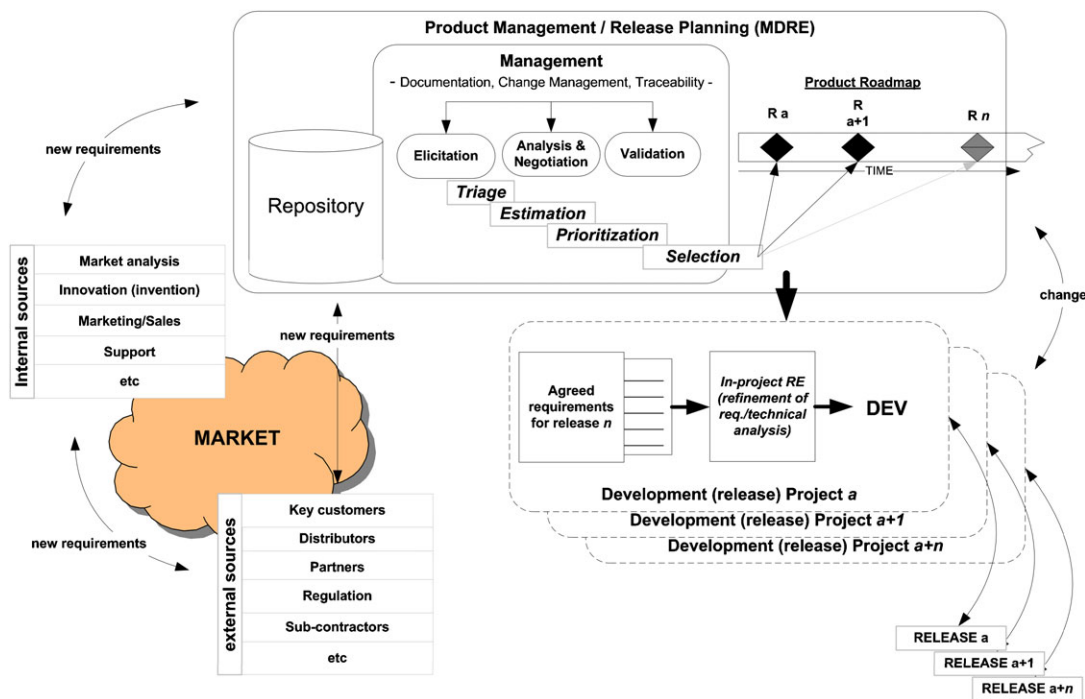 Product Management / Release Planning (MDRE)
Management
- Documentation, Change Management, Traceability -
Elicitation
Analysis &
Negotiation
Validation
Triage
Estimation
Prioritization
Selection
Repository
Product Roadmap
R a
R
a+1
R n
TIME
new requirements
Internal sources
Market analysis
Innovation (invention)
Marketing/Sales
Support
etc
new requirements
change
MARKET
new requirements
external sources
Key customers
Distributors
Partners
Regulation
Sub-contractors
etc
Agreed
requirements
for release n
In-project RE
(refinement of
req./technical
analysis)
DEV
Development (release) Project a
Development (release) Project a+1
Development (release) Project a+n
RELEASE a
RELEASE a+1
RELEASE a+n